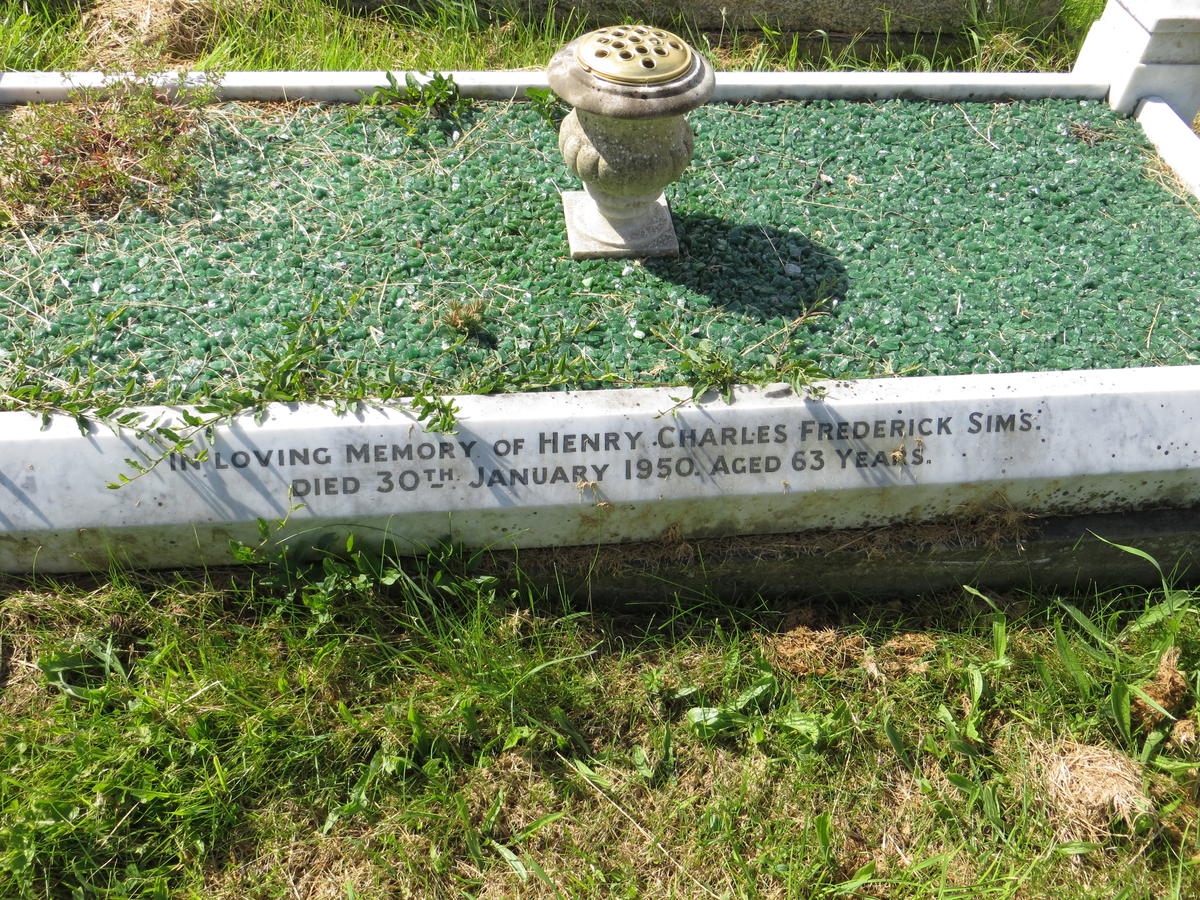 IN LOVING MEMORY OF HENRY CHARLES FREDERICK SIMS.
DIED 30TH JANUARY 1950. AGED 63 YEARS.